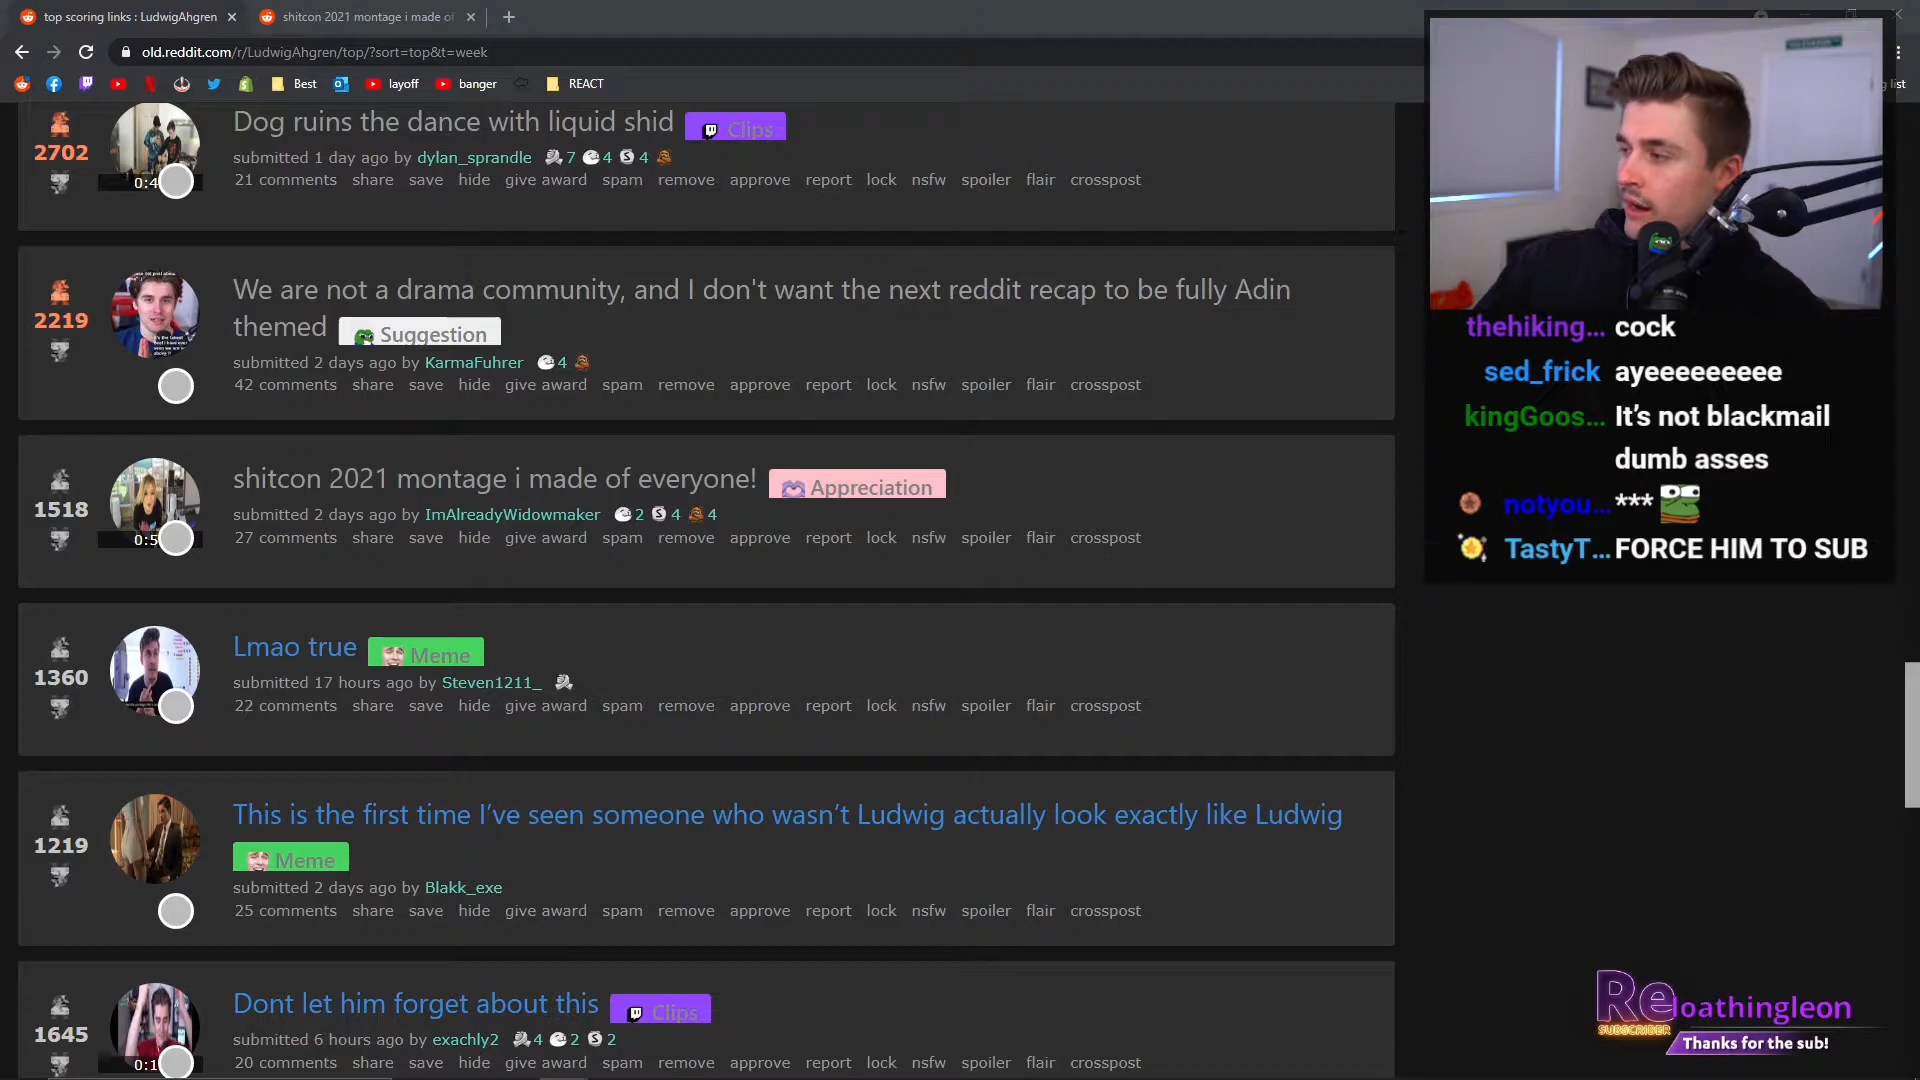 top scoring links : LudwigAhgren
shitcon 2021 montage i made of
old.reddit.com/r/LudwigAhgren/top/?sort=top&t=week
Best
layoff
banger
REACT
g list
Dog ruins the dance with liquid shid Clips
2702
submitted 1 day ago by dylan_sprandle 7 4 4
0:4
21 comments share save hide give award spam remove approve report lock nsfw spoiler flair crosspost
We are not a drama community, and I don't want the next reddit recap to be fully Adin
2219
themed Suggestion
submitted 2 days ago by KarmaFuhrer 4
42 comments share save hide give award spam remove approve report lock nsfw spoiler flair crosspost
shitcon 2021 montage i made of everyone! Appreciation
1518
submitted 2 days ago by ImAlreadyWidowmaker 2 4 4
0:5
27 comments share save hide give award spam remove approve report lock nsfw spoiler flair crosspost
Lmao true Meme
1360
submitted 17 hours ago by Steven1211_
22 comments share save hide give award spam remove approve report lock nsfw spoiler flair crosspost
This is the first time I’ve seen someone who wasn’t Ludwig actually look exactly like Ludwig
1219
Meme
submitted 2 days ago by Blakk_exe
25 comments share save hide give award spam remove approve report lock nsfw spoiler flair crosspost
Dont let him forget about this Clips
1645
submitted 6 hours ago by exachly2 4 2 2
0:1
20 comments share save hide give award spam remove approve report lock nsfw spoiler flair crosspost
thehiking... cock
sed_frick ayeeeeeeeee
kingGoos... It’s not blackmail
dumb asses
notyou... ***
TastyT... FORCE HIM TO SUB
Re loathingleon
SUBSCRIBER
Thanks for the sub!